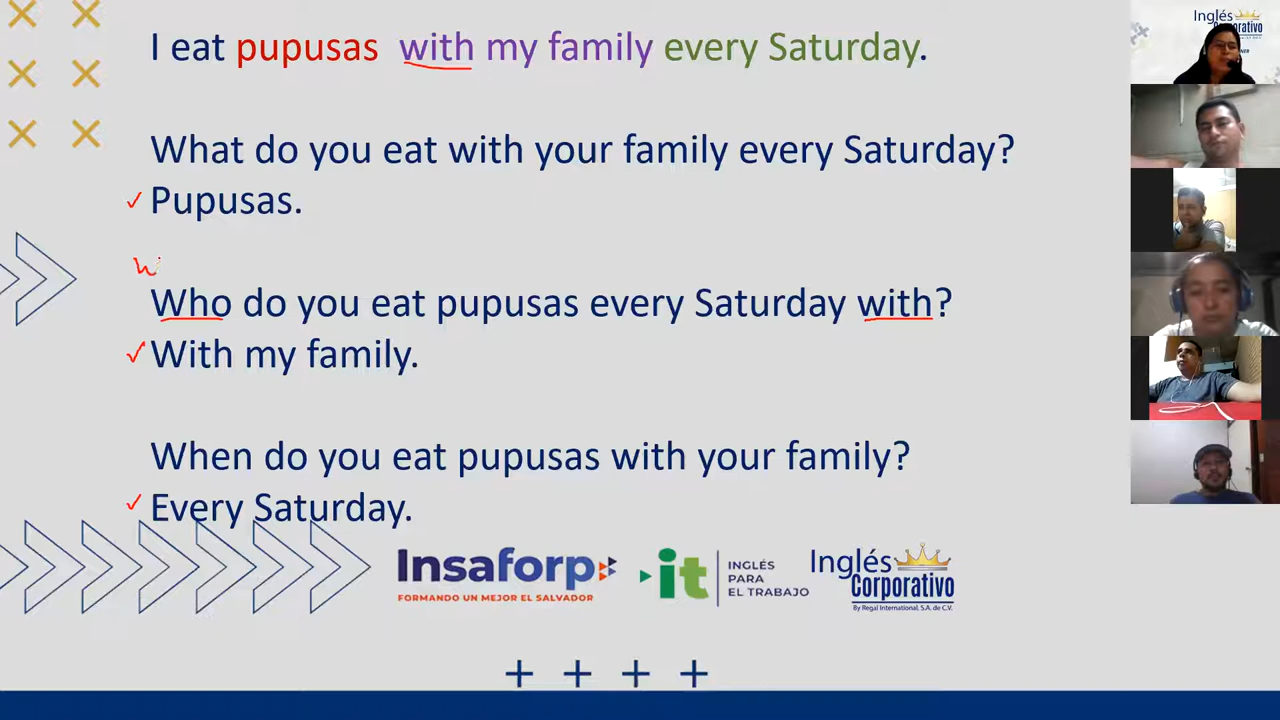 I eat pupusas with my family every Saturday.
What do you eat with your family every Saturday?
Pupusas.
W
Who do you eat pupusas every Saturday with?
With my family.
When do you eat pupusas with your family?
Every Saturday.
Insaforp
FORMANDO UN MEJOR EL SALVADOR
it
INGLÉS
PARA
EL TRABAJO
Inglés
Corporativo
By Regal International, S.A. de C.V.
Inglés
Corporativo